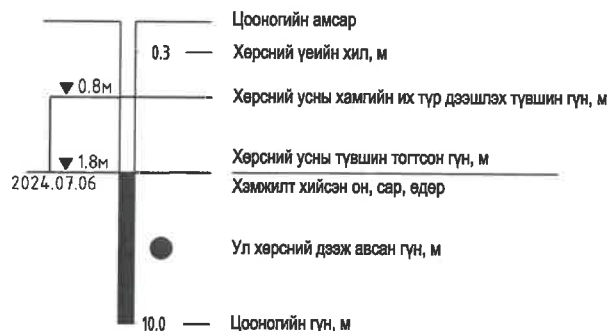 Цооногийн амсар
0.3 Хөрсний үеийн хил, м
0.8м Хөрсний усны хамгийн их түр дээшлэх түвшин гүн, м
1.8м Хөрсний усны түвшин тогтсон гүн, м
2024.07.06 Хэмжилт хийсэн он, сар, өдөр
Ул хөрсний дээж авсан гүн, м
10.0 Цооногийн гүн, м